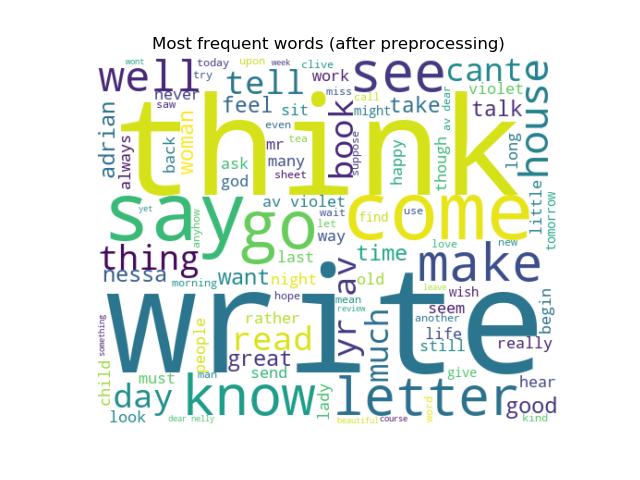 Most frequent words (after preprocessing)
wont today upon week clive
well tell work see cante
try never saw feel miss call take violet
adrian think house
sit might talk
always back woman even book suppose av dear
ask mr tea happy though long
god many sheet
say yet go av violet wait find use come little tomorrow
anyhow let way
thing last time love new
nessa morning want night old make
write
hope mean yr av wish begin
people rather review leave seem another
something read much life still really
great
child must man send give hear
day know lady letter word good
look dear nelly beautiful course kind